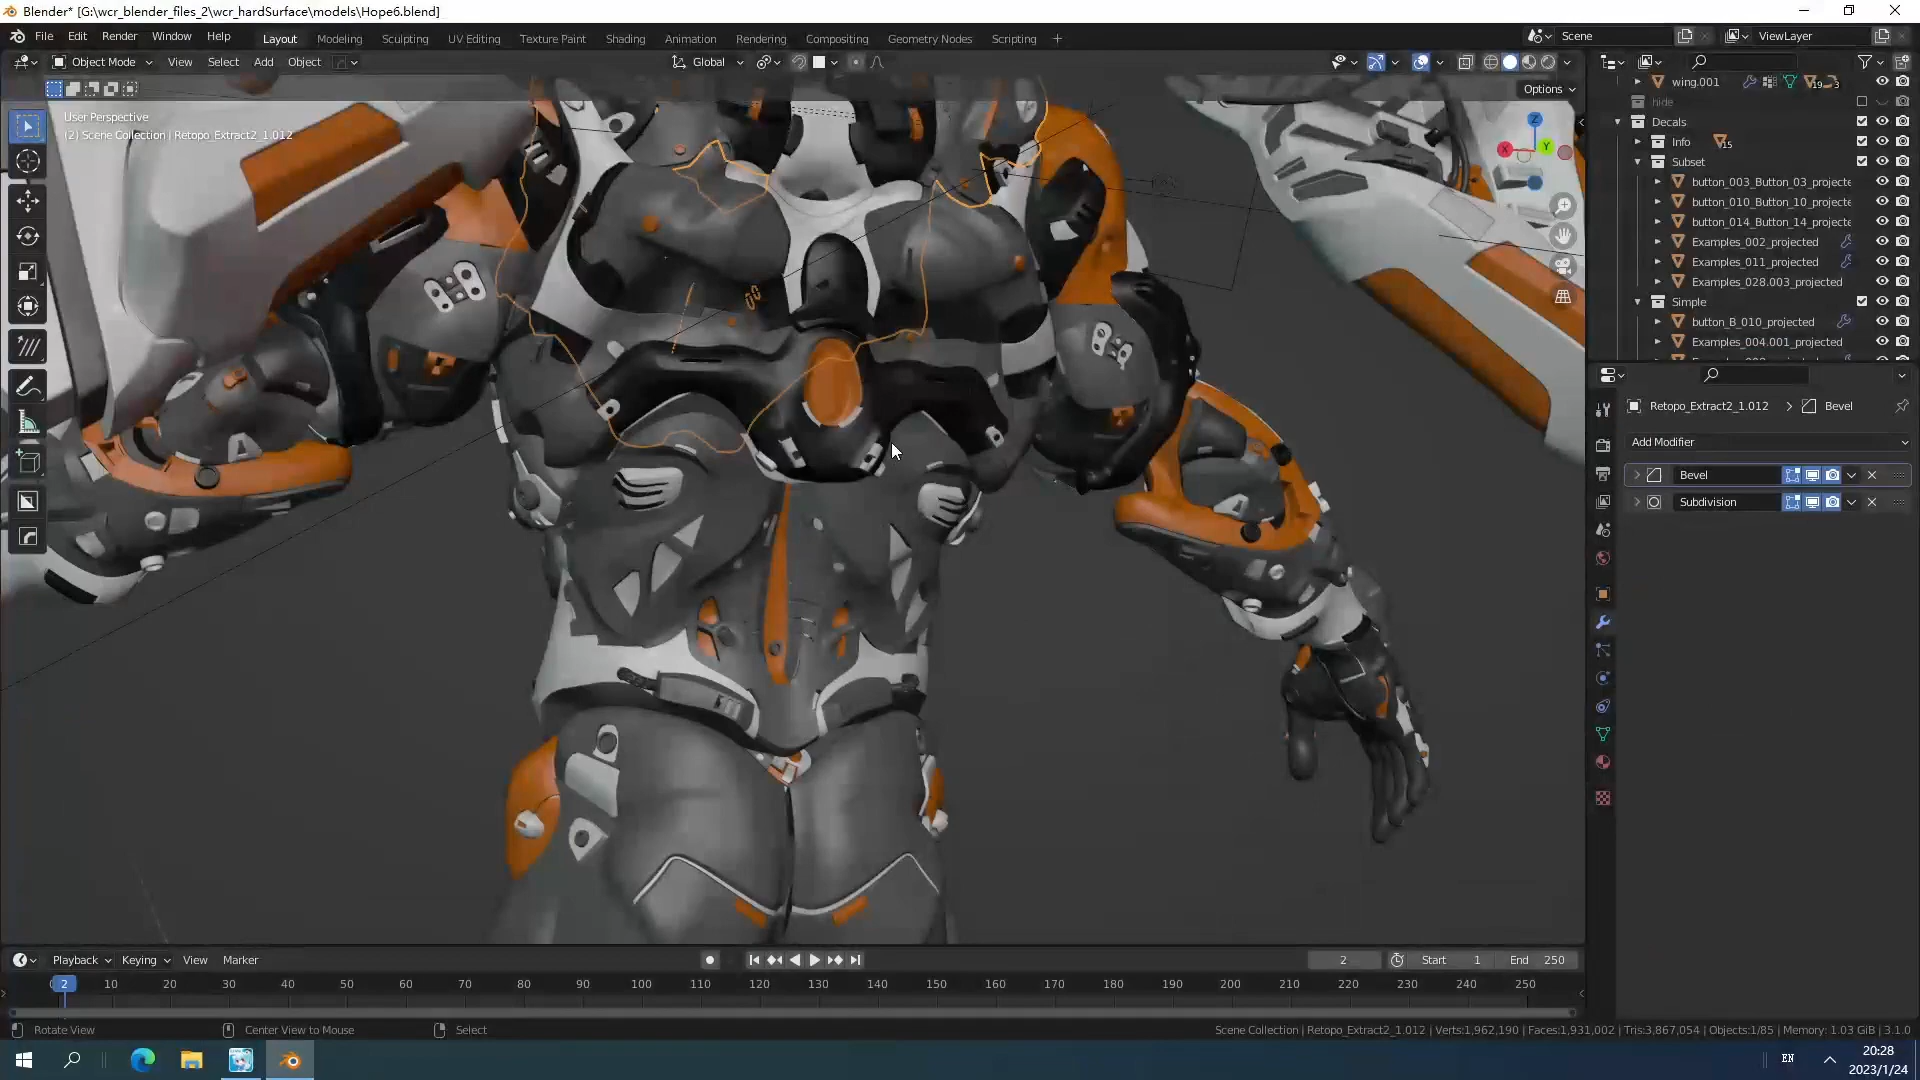 Blender* [G:\wcr_blender_files_2\wcr_hardSurface\models\Hope6.blend]
File Edit Render Window Help Layout Modeling Sculpting UV Editing Texture Paint Shading Animation Rendering Compositing Geometry Nodes Scripting + Scene ViewLayer
Object Mode View Select Add Object Global
Options
User Perspective
(2) Scene Collection | Retopo_Extract2_1.012
X Y Z
wing.001 19 3
hide
Decals
Info 15
Subset
button_003_Button_03_projecte
button_010_Button_10_projecte
button_014_Button_14_projecte
Examples_002_projected
Examples_011_projected
Examples_028.003_projected
Simple
button_B_010_projected
Examples_004.001_projected
Retopo_Extract2_1.012 > Bevel
Add Modifier
Bevel
Subdivision
Playback Keying View Marker 2 Start 1 End 250
0 2 10 20 30 40 50 60 70 80 90 100 110 120 130 140 150 160 170 180 190 200 210 220 230 240 250
Rotate View Center View to Mouse Select Scene Collection | Retopo_Extract2_1.012 | Verts:1,962,190 | Faces:1,931,002 | Tris:3,867,054 | Objects:1/85 | Memory: 1.03 GiB | 3.1.0
EN
20:28
2023/1/24